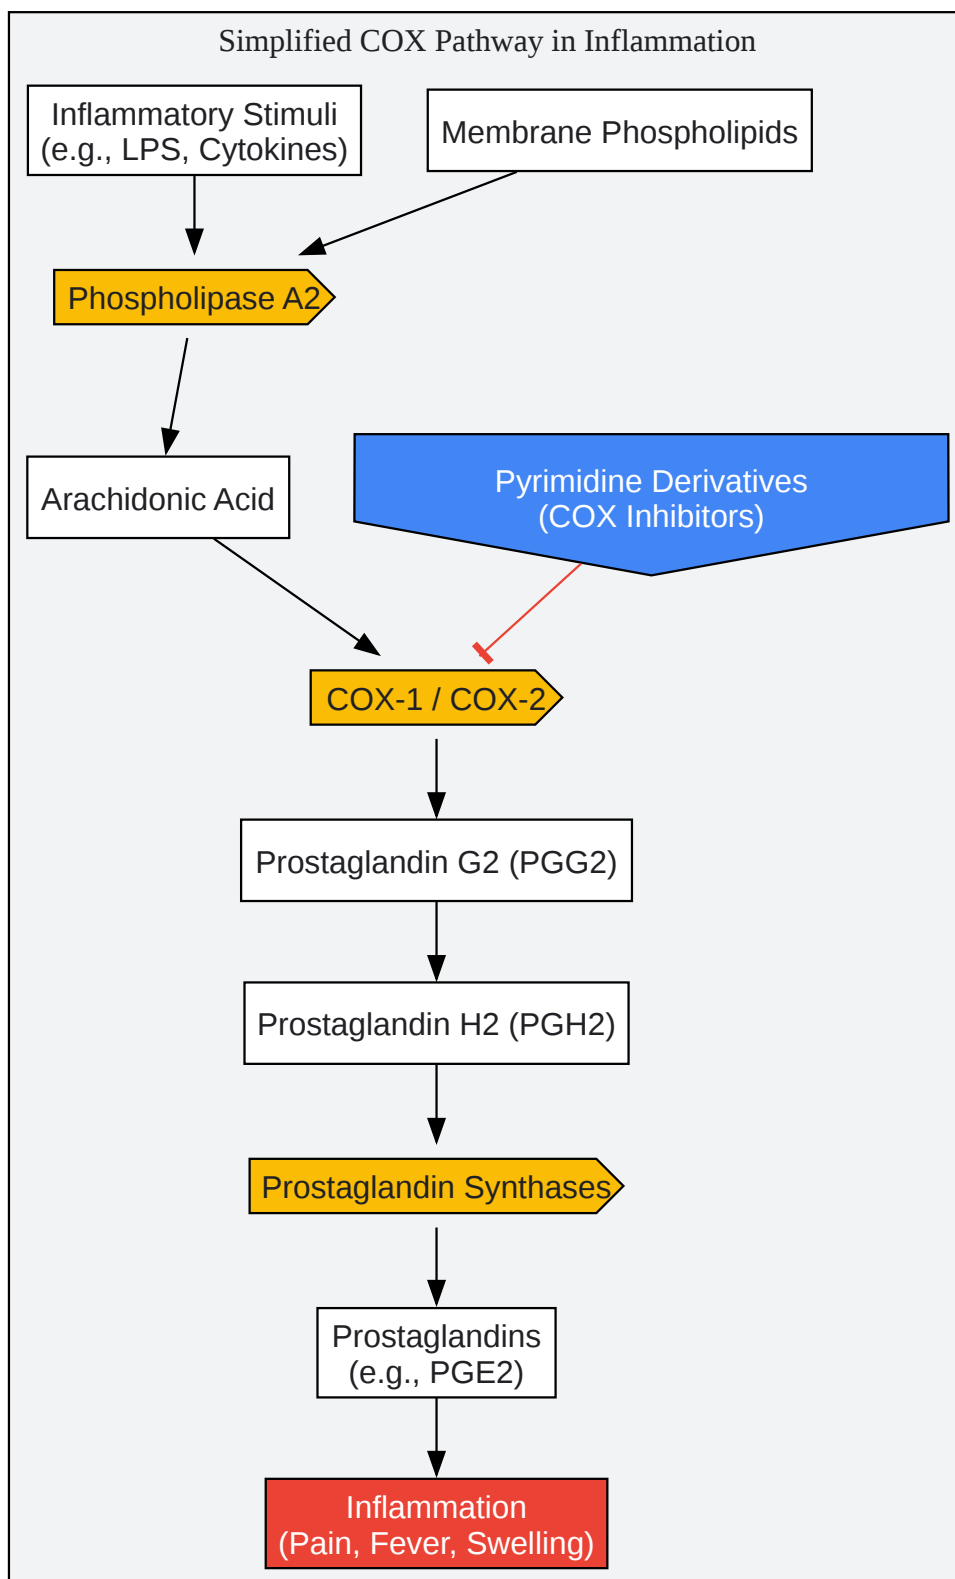 Simplified COX Pathway in Inflammation
Inflammatory Stimuli
(e.g., LPS, Cytokines)
Membrane Phospholipids
Phospholipase A2
Arachidonic Acid
Pyrimidine Derivatives
(COX Inhibitors)
COX-1 / COX-2
Prostaglandin G2 (PGG2)
Prostaglandin H2 (PGH2)
Prostaglandin Synthases
Prostaglandins
(e.g., PGE2)
Inflammation
(Pain, Fever, Swelling)